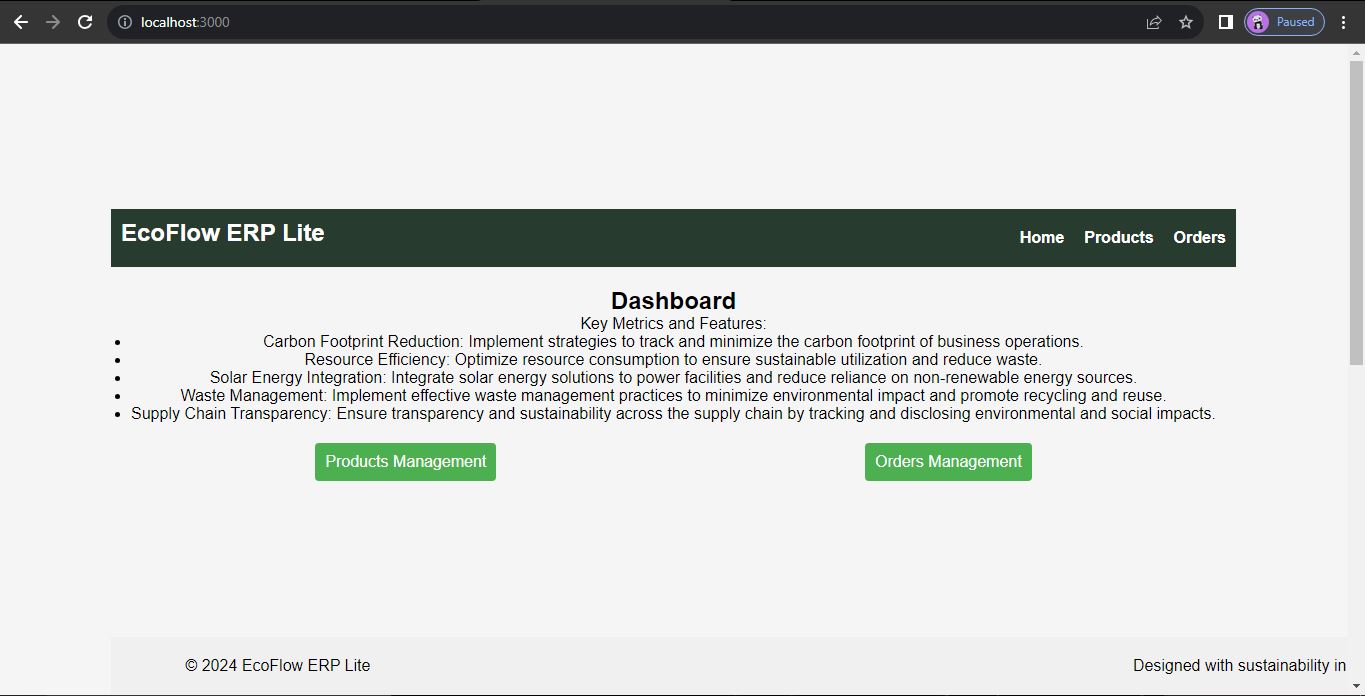 localhost:3000
Paused
EcoFlow ERP Lite
Home Products Orders
Dashboard
Key Metrics and Features:
• Carbon Footprint Reduction: Implement strategies to track and minimize the carbon footprint of business operations.
• Resource Efficiency: Optimize resource consumption to ensure sustainable utilization and reduce waste.
• Solar Energy Integration: Integrate solar energy solutions to power facilities and reduce reliance on non-renewable energy sources.
• Waste Management: Implement effective waste management practices to minimize environmental impact and promote recycling and reuse.
• Supply Chain Transparency: Ensure transparency and sustainability across the supply chain by tracking and disclosing environmental and social impacts.
Products Management Orders Management
© 2024 EcoFlow ERP Lite Designed with sustainability in